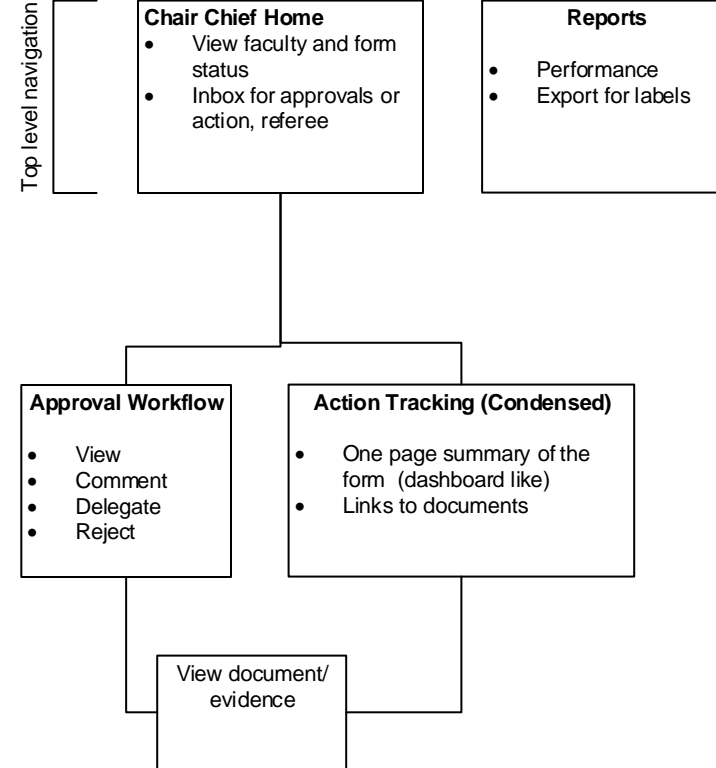 Top level navigation
Chair Chief Home
• View faculty and form
status
• Inbox for approvals or
action, referee
Reports
• Performance
• Export for labels
Approval Workflow
• View
• Comment
• Delegate
• Reject
Action Tracking (Condensed)
• One page summary of the
form (dashboard like)
• Links to documents
View document/
evidence